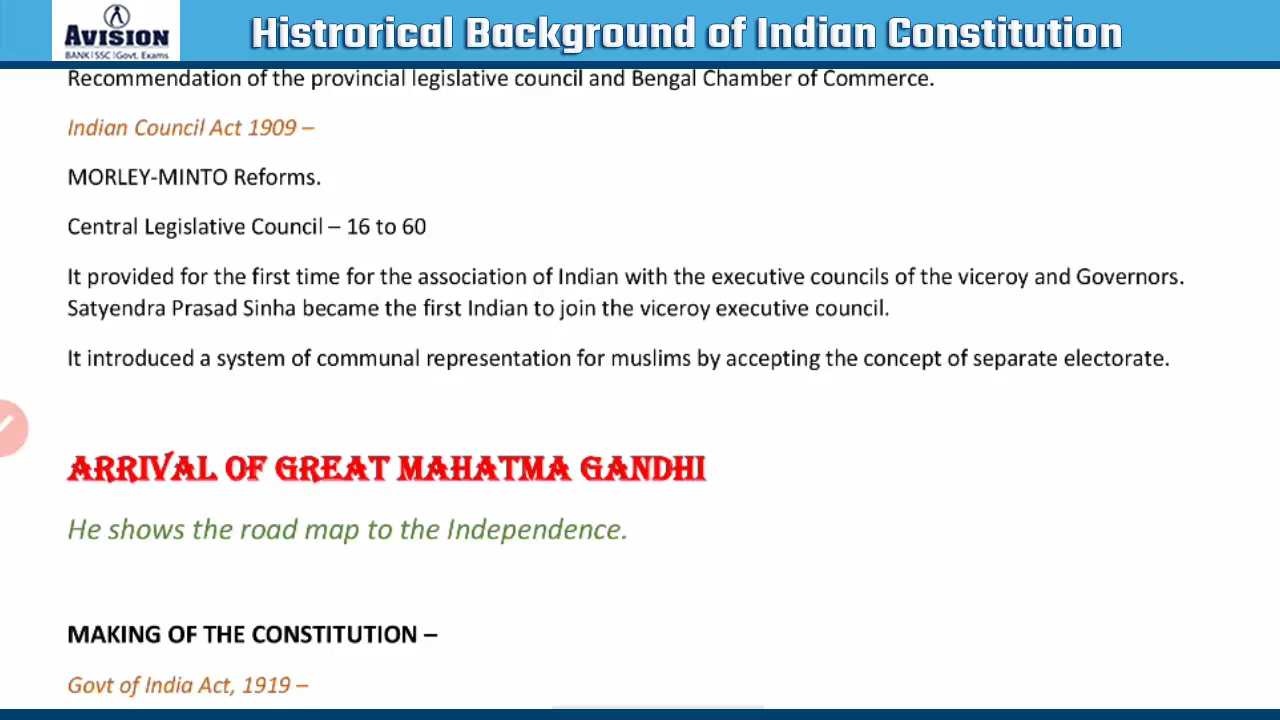 AVISION
BANK|SSC|Govt. Exams
Histrorical Background of Indian Constitution
Recommendation of the provincial legislative council and Bengal Chamber of Commerce.
Indian Council Act 1909 –
MORLEY-MINTO Reforms.
Central Legislative Council – 16 to 60
It provided for the first time for the association of Indian with the executive councils of the viceroy and Governors.
Satyendra Prasad Sinha became the first Indian to join the viceroy executive council.
It introduced a system of communal representation for muslims by accepting the concept of separate electorate.
ARRIVAL OF GREAT MAHATMA GANDHI
He shows the road map to the Independence.
MAKING OF THE CONSTITUTION –
Govt of India Act, 1919 –